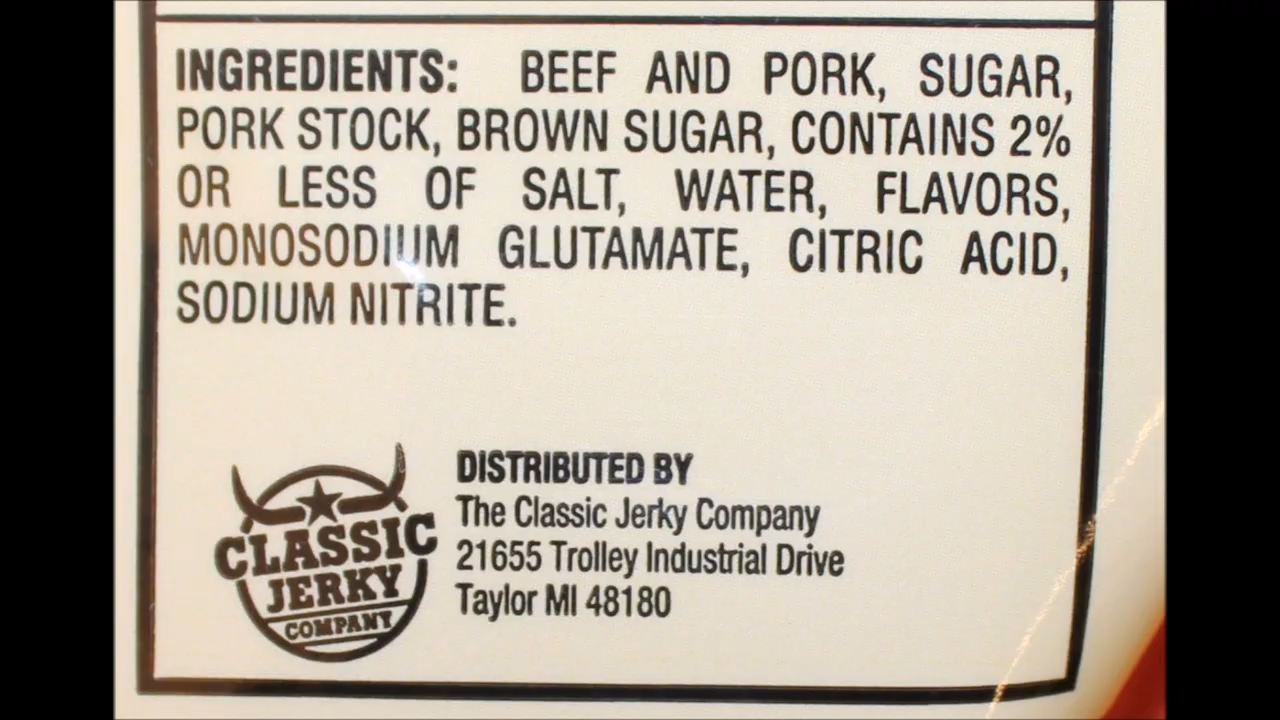 INGREDIENTS: BEEF AND PORK, SUGAR,
PORK STOCK, BROWN SUGAR, CONTAINS 2%
OR LESS OF SALT, WATER, FLAVORS,
MONOSODIUM GLUTAMATE, CITRIC ACID,
SODIUM NITRITE.
CLASSIC
JERKY
COMPANY
DISTRIBUTED BY
The Classic Jerky Company
21655 Trolley Industrial Drive
Taylor MI 48180